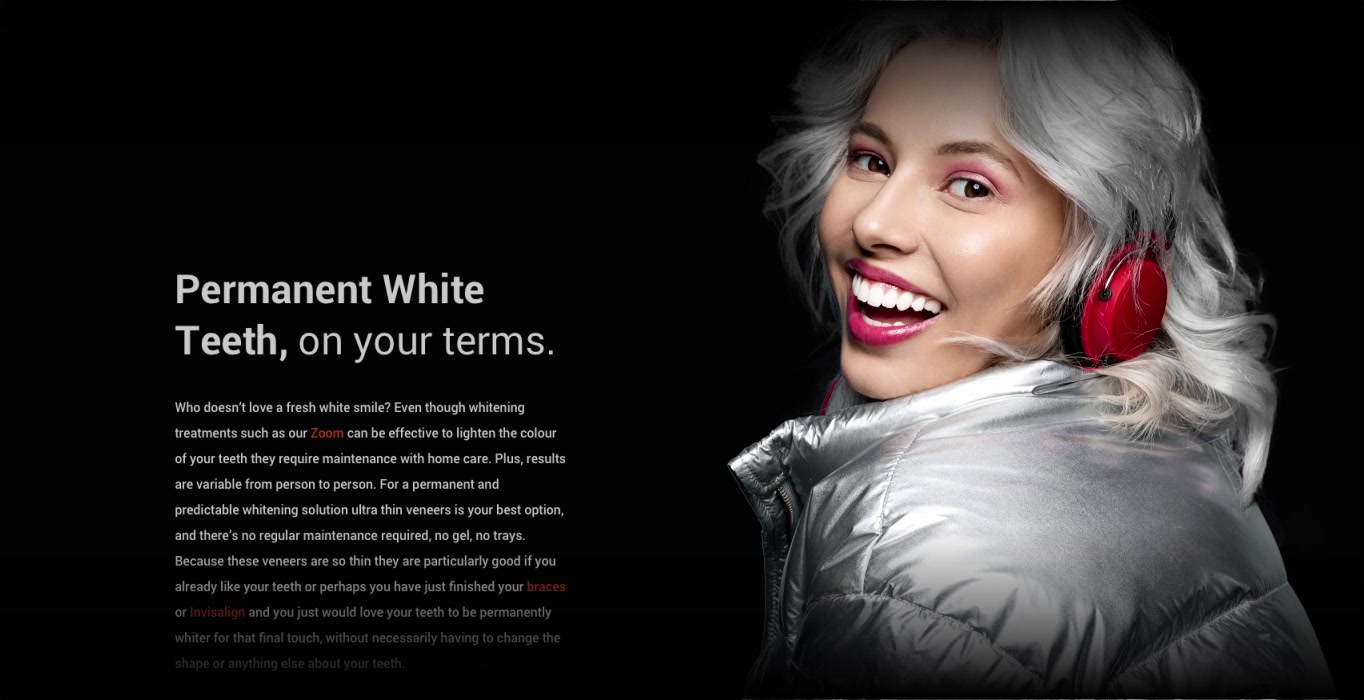 Permanent White
Teeth, on your terms.
Who doesn't love a fresh white smile? Even though whitening
treatments such as our Zoom can be effective to lighten the colour
of your teeth they require maintenance with home care. Plus, results
are variable from person to person. For a permanent and
predictable whitening solution ultra thin veneers is your best option,
and there's no regular maintenance required, no gel, no trays.
Because these veneers are so thin they are particularly good if you
already like your teeth or perhaps you have just finished your braces
or Invisalign and you just would love your teeth to be permanently
whiter for that final touch, without necessarily having to change the
shape or anything else about your teeth.